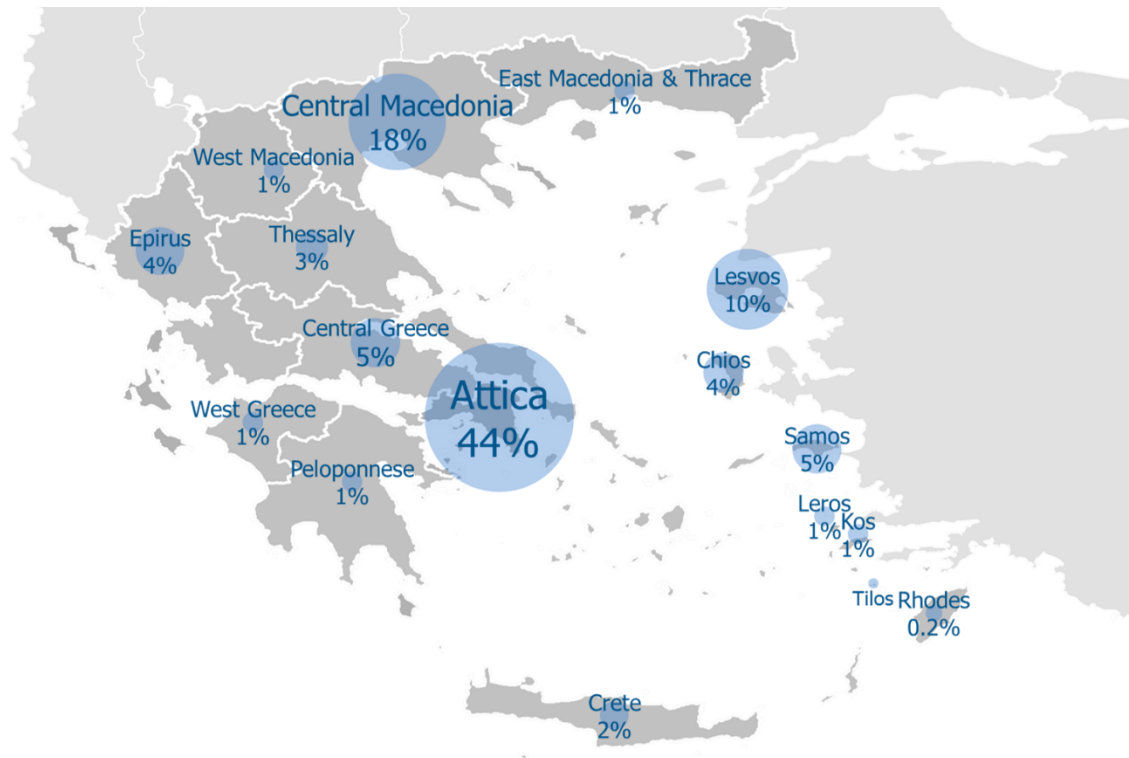 East Macedonia & Thrace
1%
Central Macedonia
18%
West Macedonia
1%
Epirus
4%
Thessaly
3%
Lesvos
10%
Central Greece
5%
Chios
4%
Attica
44%
West Greece
1%
Samos
5%
Peloponnese
1%
Leros
1%
Kos
1%
Tilos
Rhodes
0.2%
Crete
2%